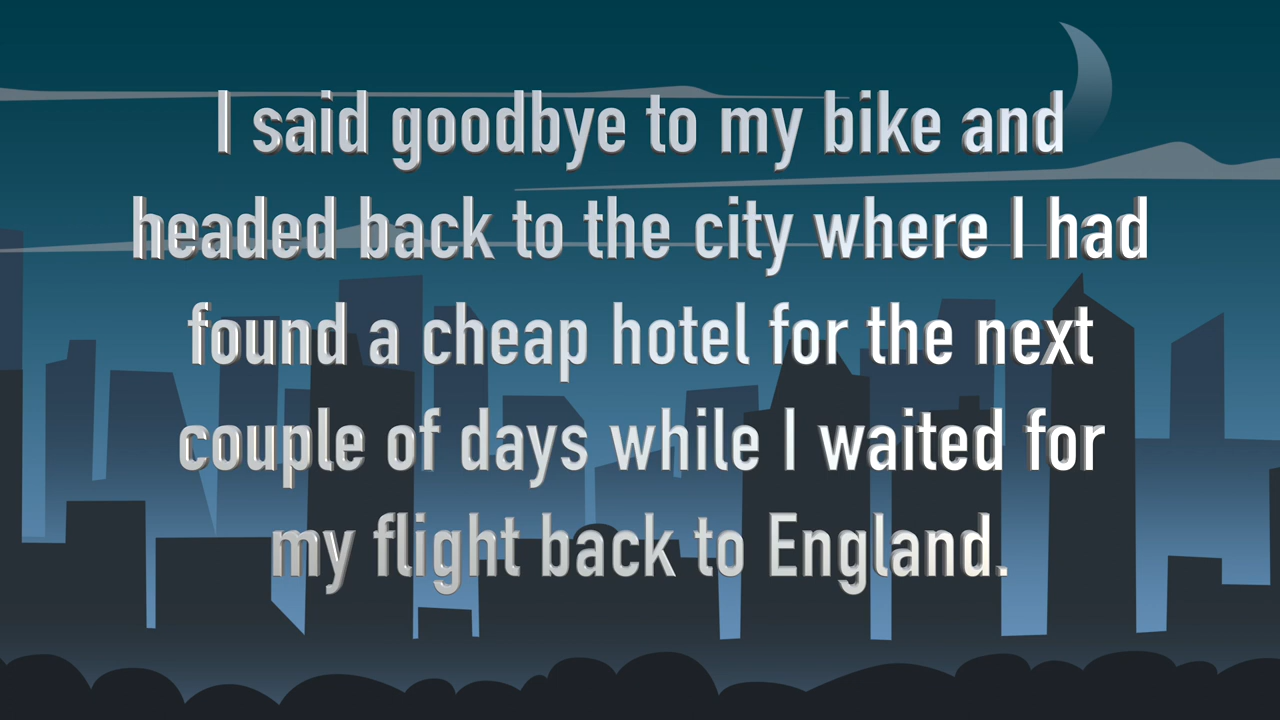 I said goodbye to my bike and
headed back to the city where I had
found a cheap hotel for the next
couple of days while I waited for
my flight back to England.